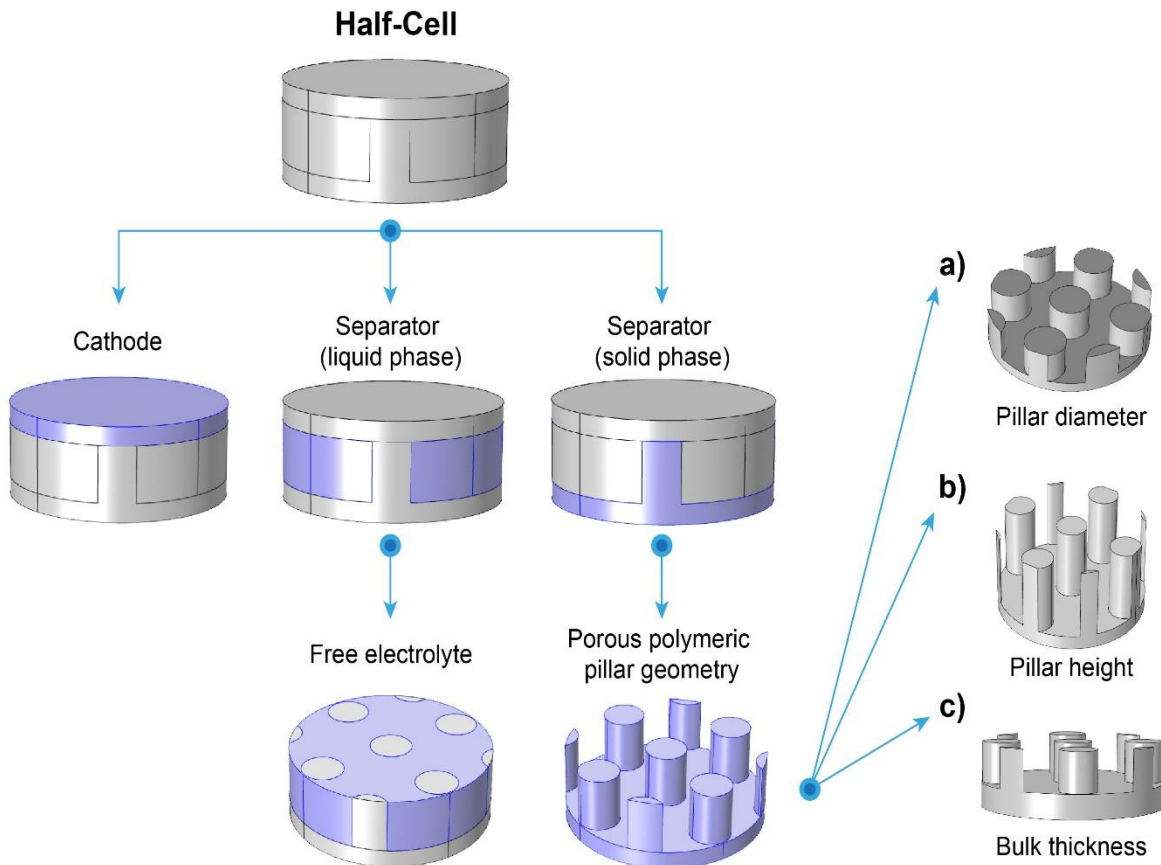 Half-Cell
Cathode
Separator
(liquid phase)
Separator
(solid phase)
Free electrolyte
Porous polymeric
pillar geometry
a)
Pillar diameter
b)
Pillar height
c)
Bulk thickness